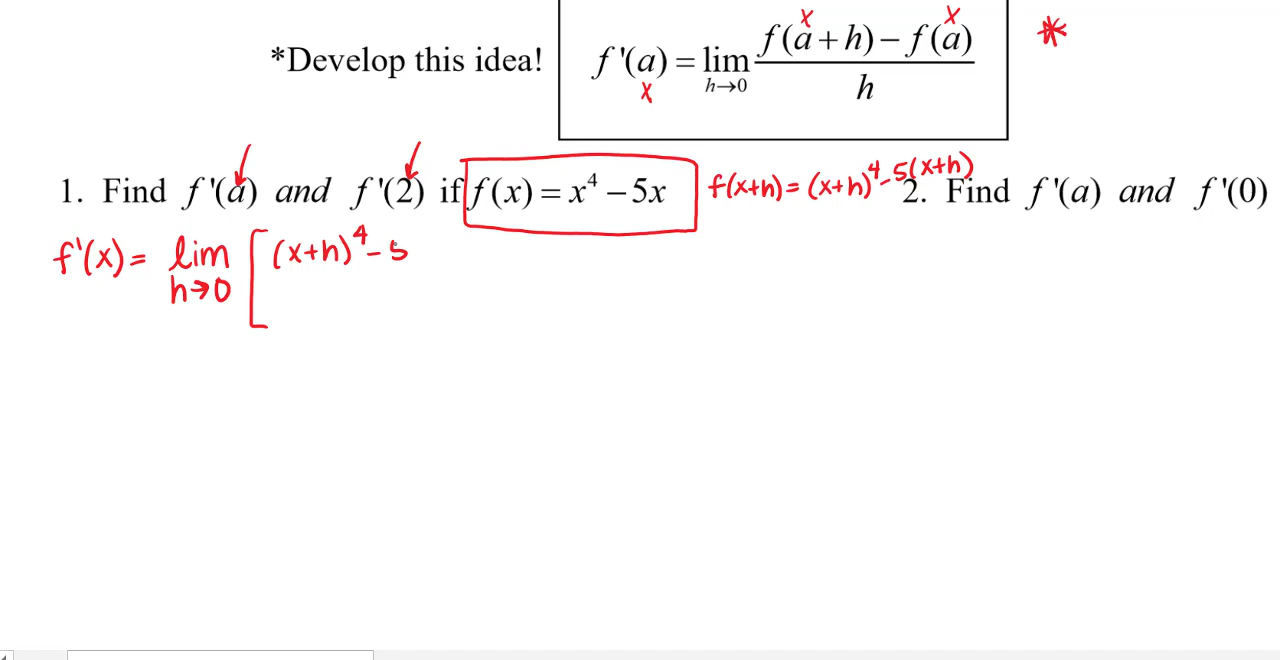 *Develop this idea! f'(a) = lim h→0 f(a+h) − f(a) / h *
x x x
1. Find f'(a) and f'(2) if f(x) = x⁴ − 5x f(x+h) = (x+h)⁴ - 5(x+h) 2. Find f'(a) and f'(0)
f'(x) = lim h→0 [ (x+h)⁴ - 5